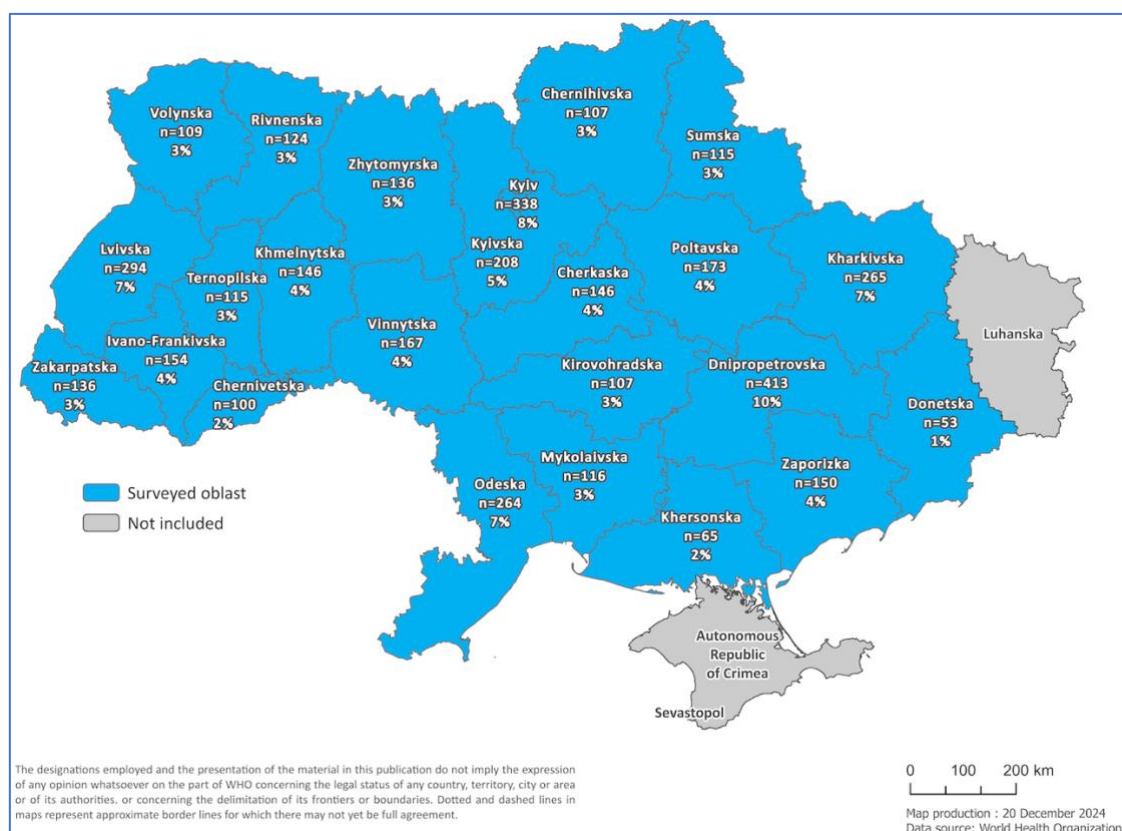 Chernihivska
n=107
3%
Volynska
n=109
3%
Rivnenska
n=124
3%
Sumska
n=115
3%
Zhytomyrska
n=136
3%
Kyiv
n=338
8%
Kyivska
n=208
5%
Lvivska
n=294
7%
Khmelnytska
n=146
4%
Ternopilska
n=115
3%
Cherkaska
n=146
4%
Poltavska
n=173
4%
Kharkivska
n=265
7%
Luhanska
Vinnytska
n=167
4%
Ivano-Frankivska
n=154
4%
Zakarpatska
n=136
3%
Chernivetska
n=100
2%
Kirovohradska
n=107
3%
Dnipropetrovska
n=413
10%
Donetska
n=53
1%
Mykolaivska
n=116
3%
Zaporizka
n=150
4%
Odeska
n=264
7%
Khersonska
n=65
2%
Surveyed oblast
Not included
Autonomous
Republic
of Crimea
Sevastopol
The designations employed and the presentation of the material in this publication do not imply the expression
of any opinion whatsoever on the part of WHO concerning the legal status of any country, territory, city or area
or of its authorities. or concerning the delimitation of its frontiers or boundaries. Dotted and dashed lines in
maps represent approximate border lines for which there may not yet be full agreement.
0 100 200 km
Map production : 20 December 2024
Data source: World Health Organization